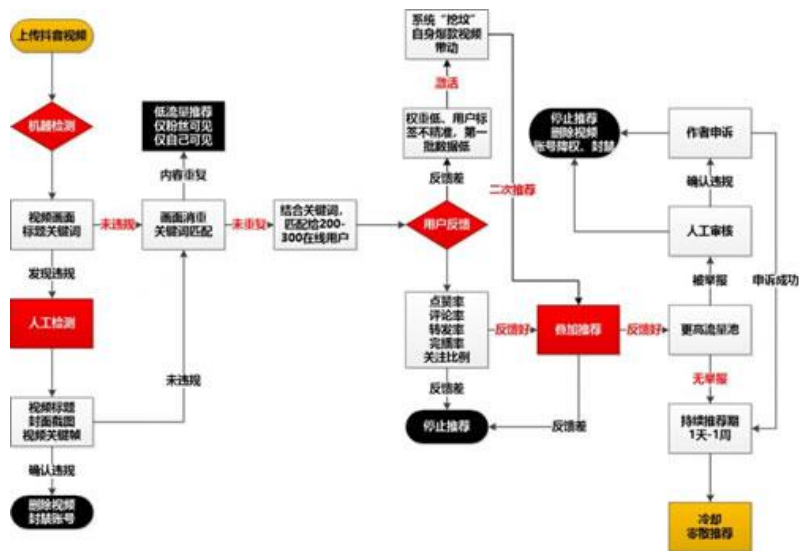 上传抖音视频
机器检测
视频画面
标题关键词
发现违规
人工检测
视频标题
封面截图
视频关键帧
确认违规
删除视频
封禁账号
未违规
低流量推荐
仅粉丝可见
仅自己可见
内容重复
画面消重
关键词匹配
未违规
未重复
结合关键词,
匹配给200-
300在线用户
系统“挖坟”
自身爆款视频
带动
激活
权重低、用户标
签不精准,第一
批数据低
反馈差
用户反馈
点赞率
评论率
转发率
完播率
关注比例
反馈差
停止推荐
二次推荐
反馈好
叠加推荐
反馈差
反馈好
停止推荐
删除视频
账号降权、封禁
作者申诉
确认违规
人工审核
被举报
更高流量池
无举报
申诉成功
持续推荐期
1天-1周
冷却
零散推荐